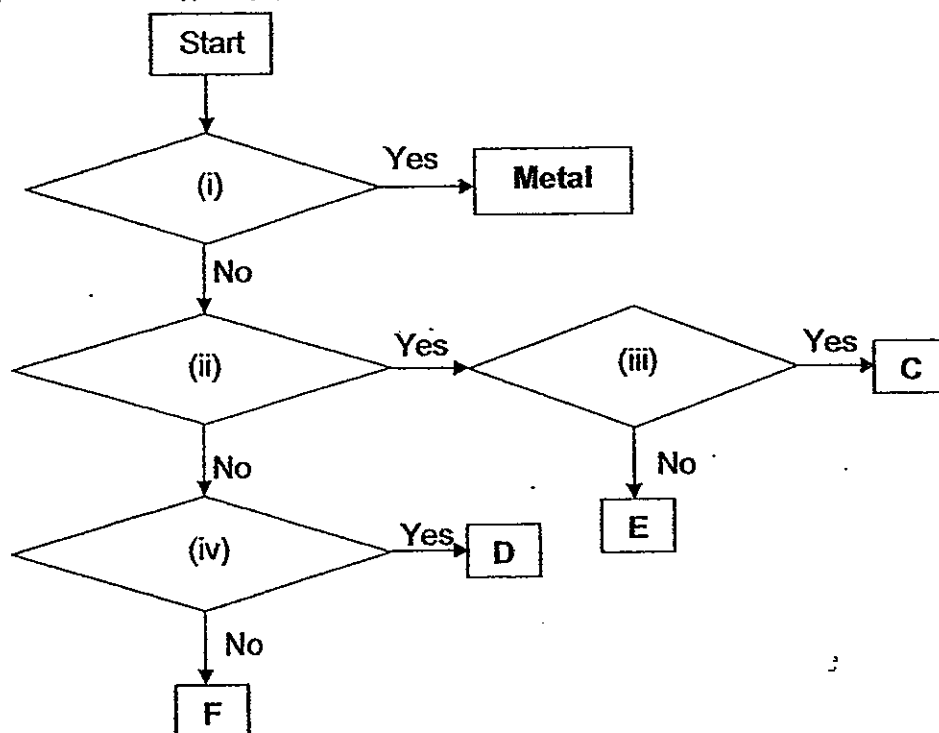 Start
(i)
Yes
Metal
No
(ii)
Yes
(iii)
Yes
C
No
No
E
(iv)
Yes
D
No
F